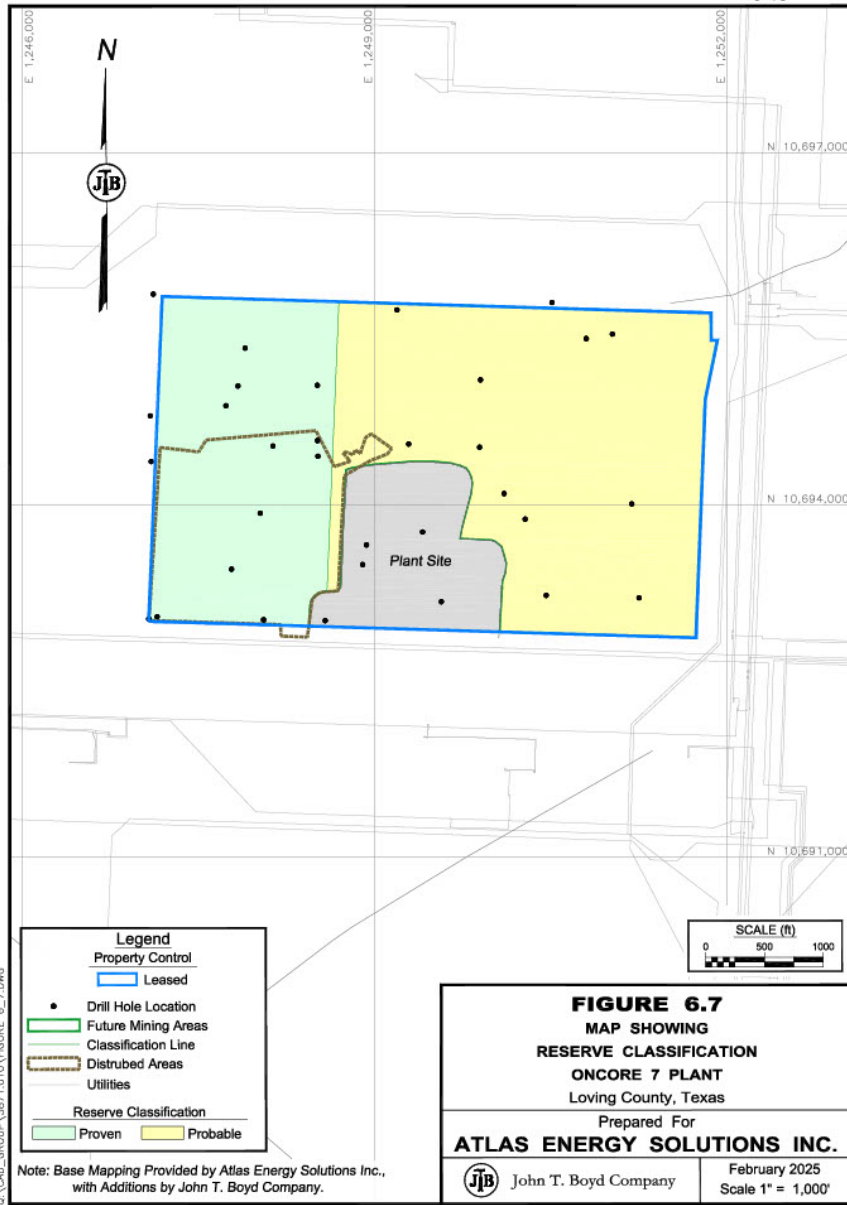 E 1,246,000
E 1,249,000
E 1,252,000
N
JTB
N 10,697,000
N 10,694,000
Plant Site
N 10,691,000
SCALE (ft)
0 500 1000
Legend
Property Control
Leased
Drill Hole Location
Future Mining Areas
Classification Line
Distrubed Areas
Utilities
Reserve Classification
Proven Probable
Note: Base Mapping Provided by Atlas Energy Solutions Inc.,
with Additions by John T. Boyd Company.
FIGURE 6.7
MAP SHOWING
RESERVE CLASSIFICATION
ONCORE 7 PLANT
Loving County, Texas
Prepared For
ATLAS ENERGY SOLUTIONS INC.
JTB John T. Boyd Company
February 2025
Scale 1" = 1,000'